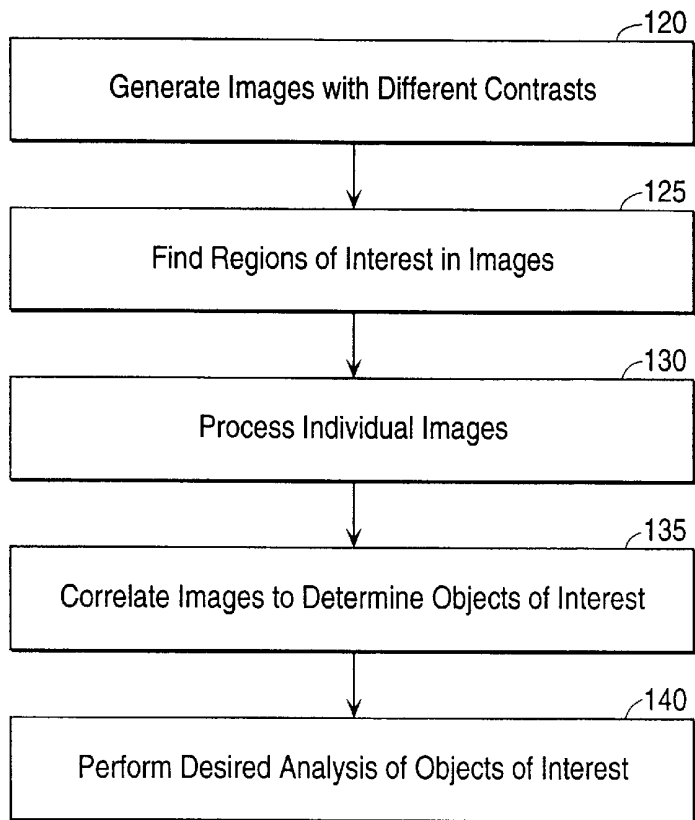 120
Generate Images with Different Contrasts
125
Find Regions of Interest in Images
130
Process Individual Images
135
Correlate Images to Determine Objects of Interest
140
Perform Desired Analysis of Objects of Interest